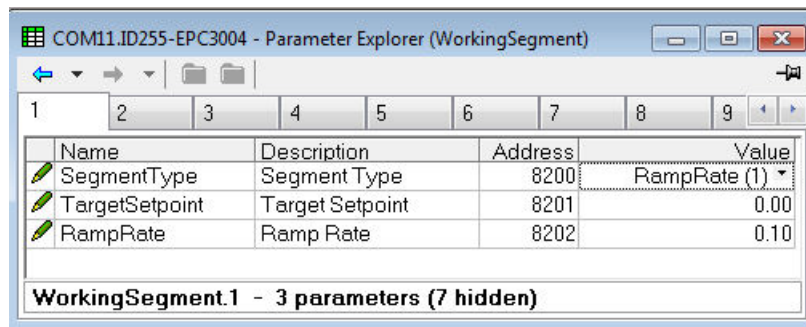 COM11.ID255-EPC3004 - Parameter Explorer (WorkingSegment)
1 2 3 4 5 6 7 8 9
Name Description Address Value
SegmentType Segment Type 8200 RampRate (1)
TargetSetpoint Target Setpoint 8201 0.00
RampRate Ramp Rate 8202 0.10
WorkingSegment.1 - 3 parameters (7 hidden)